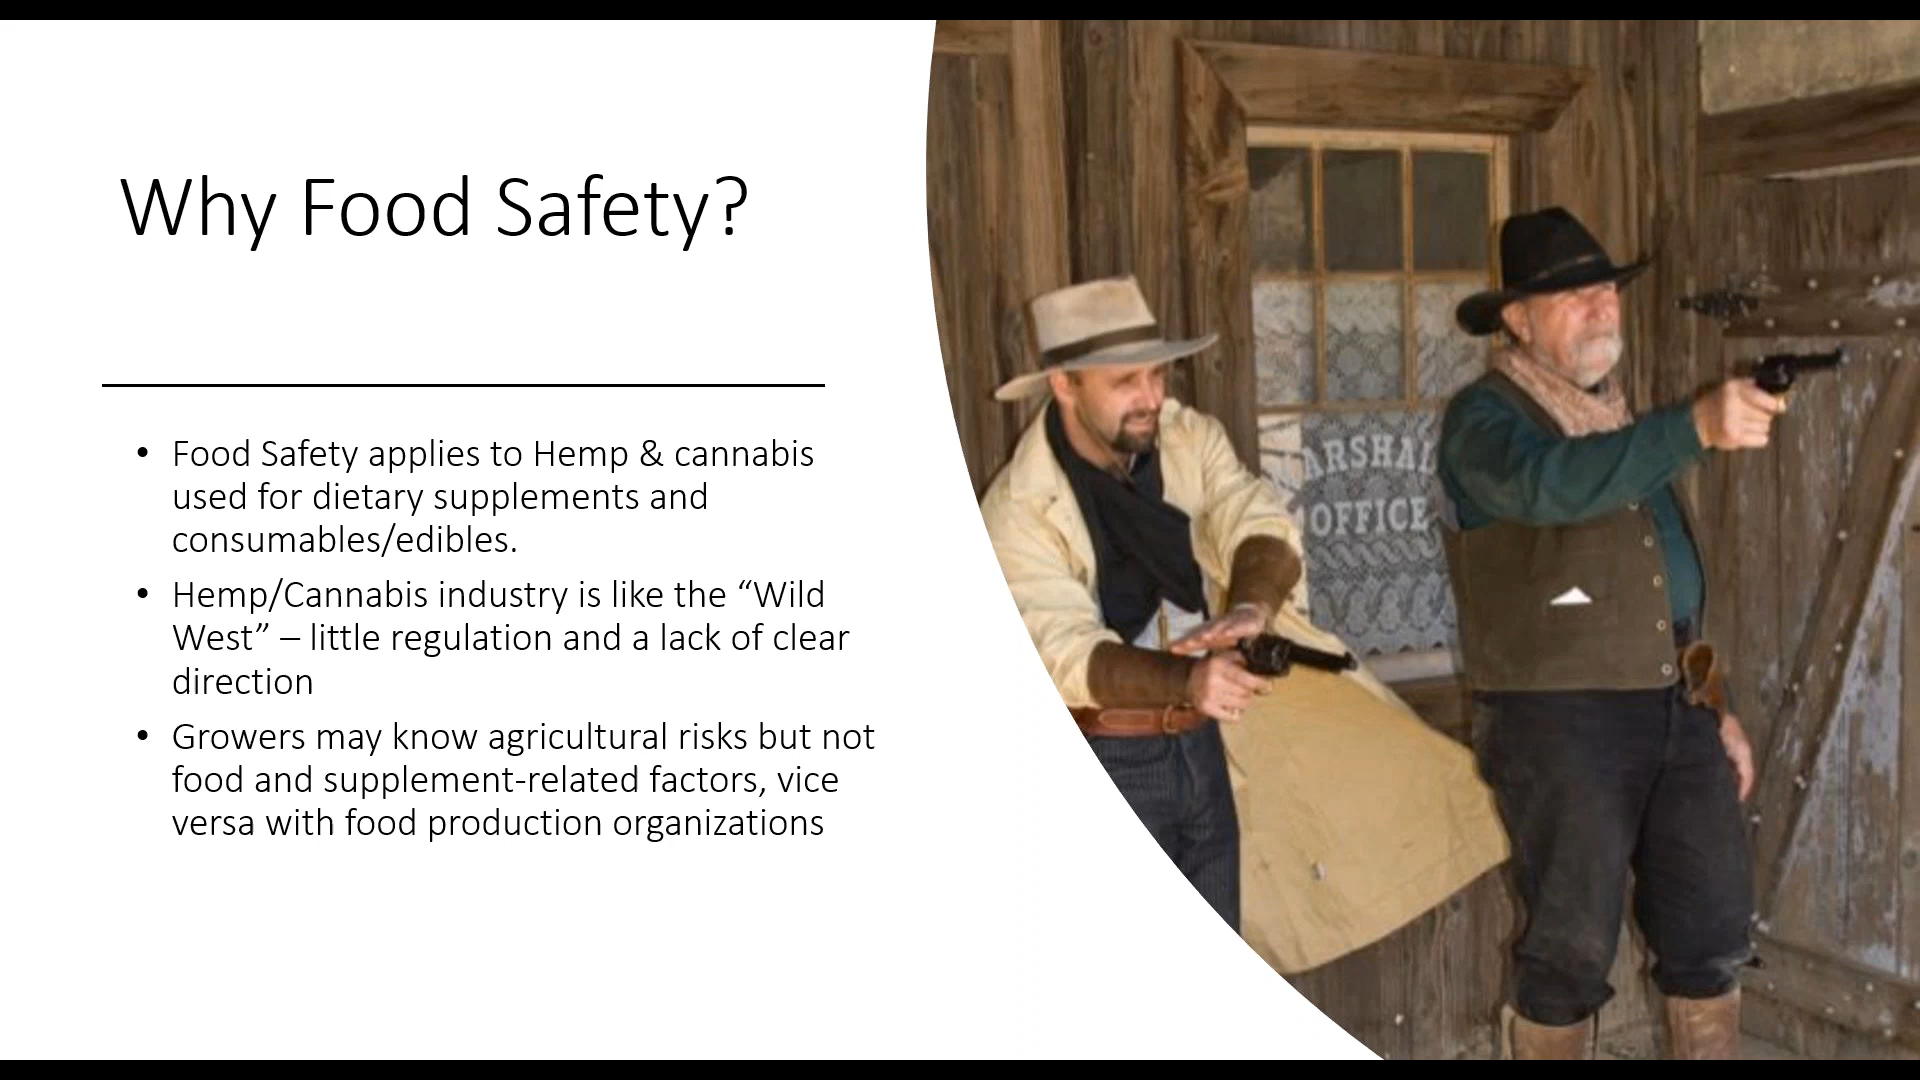 Why Food Safety?
• Food Safety applies to Hemp & cannabis
used for dietary supplements and
consumables/edibles.
• Hemp/Cannabis industry is like the “Wild
West” – little regulation and a lack of clear
direction
• Growers may know agricultural risks but not
food and supplement-related factors, vice
versa with food production organizations
ARSHAL
OFFICE